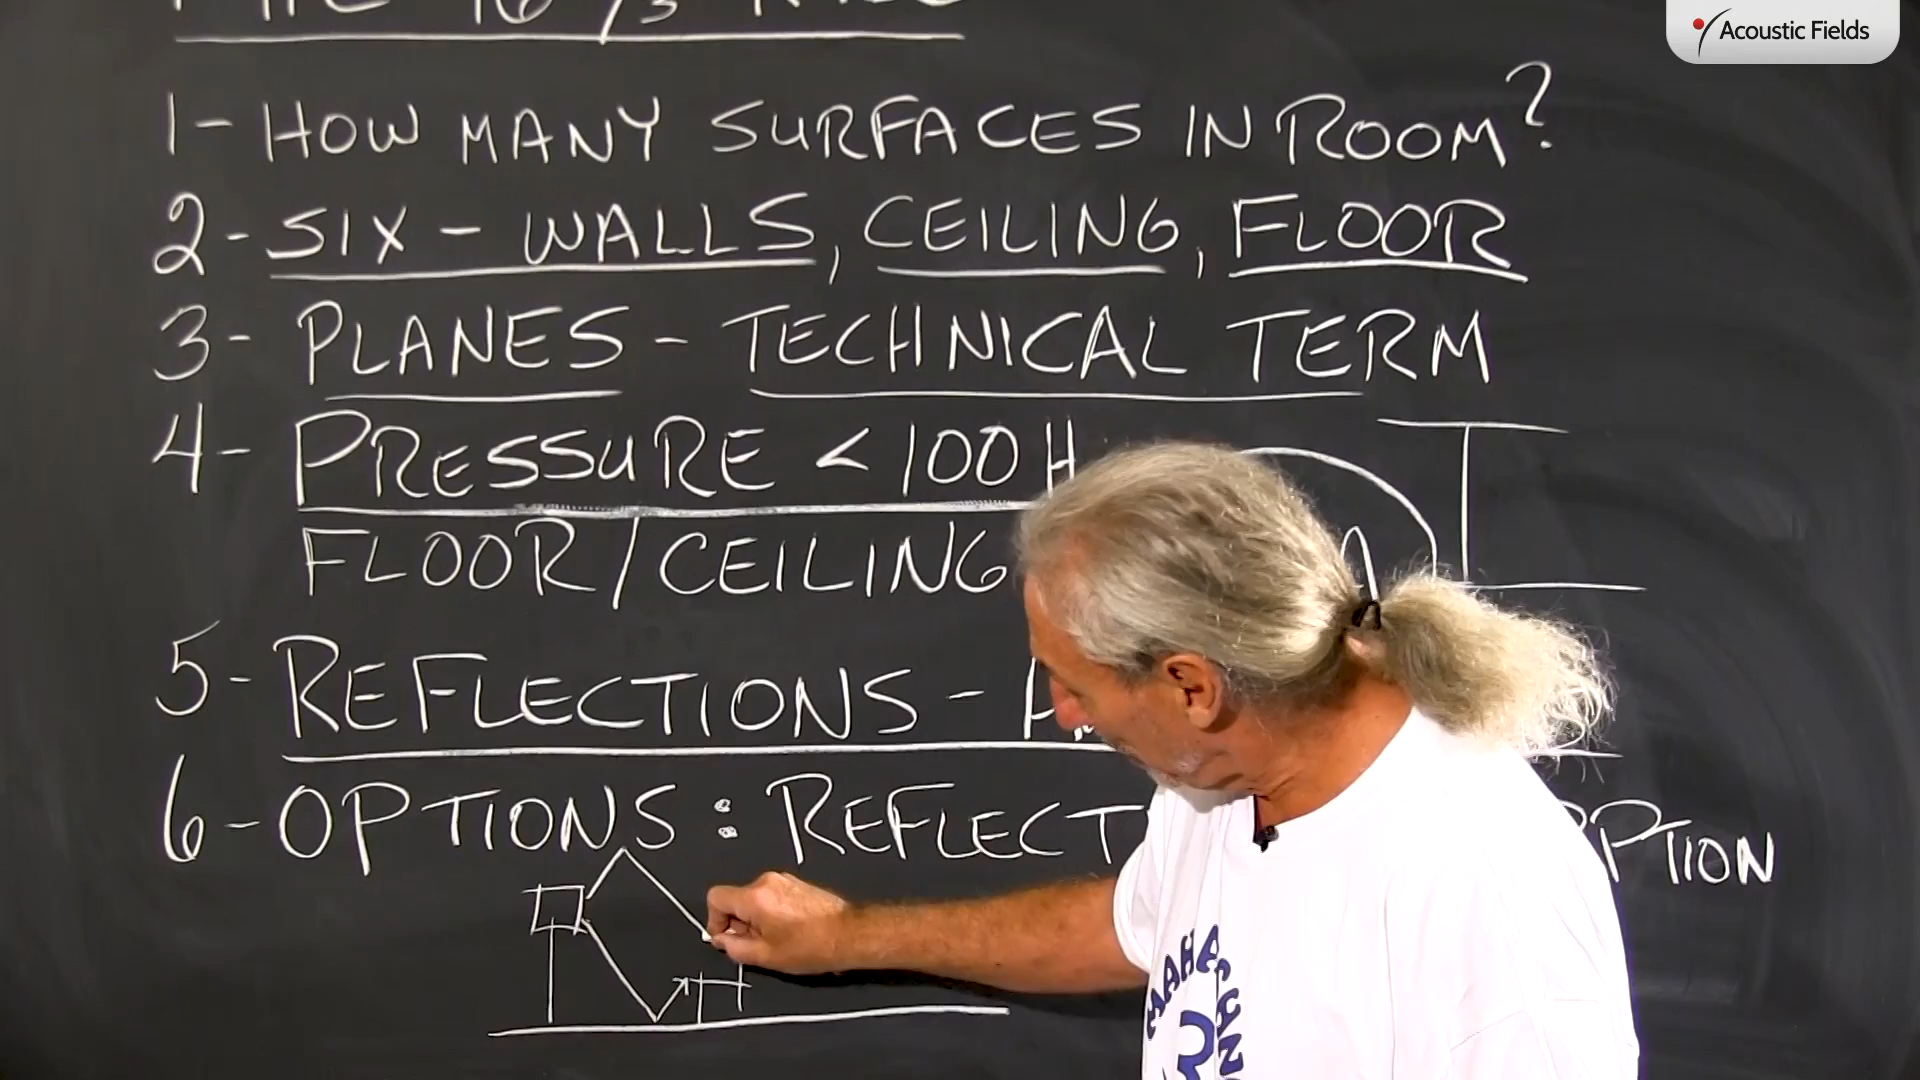 Acoustic Fields
1- HOW MANY SURFACES IN ROOM?
2- SIX - WALLS, CEILING, FLOOR
3- PLANES - TECHNICAL TERM
4- PRESSURE < 100 H
FLOOR/CEILING
5- REFLECTIONS -
6- OPTIONS: REFLECT PTION